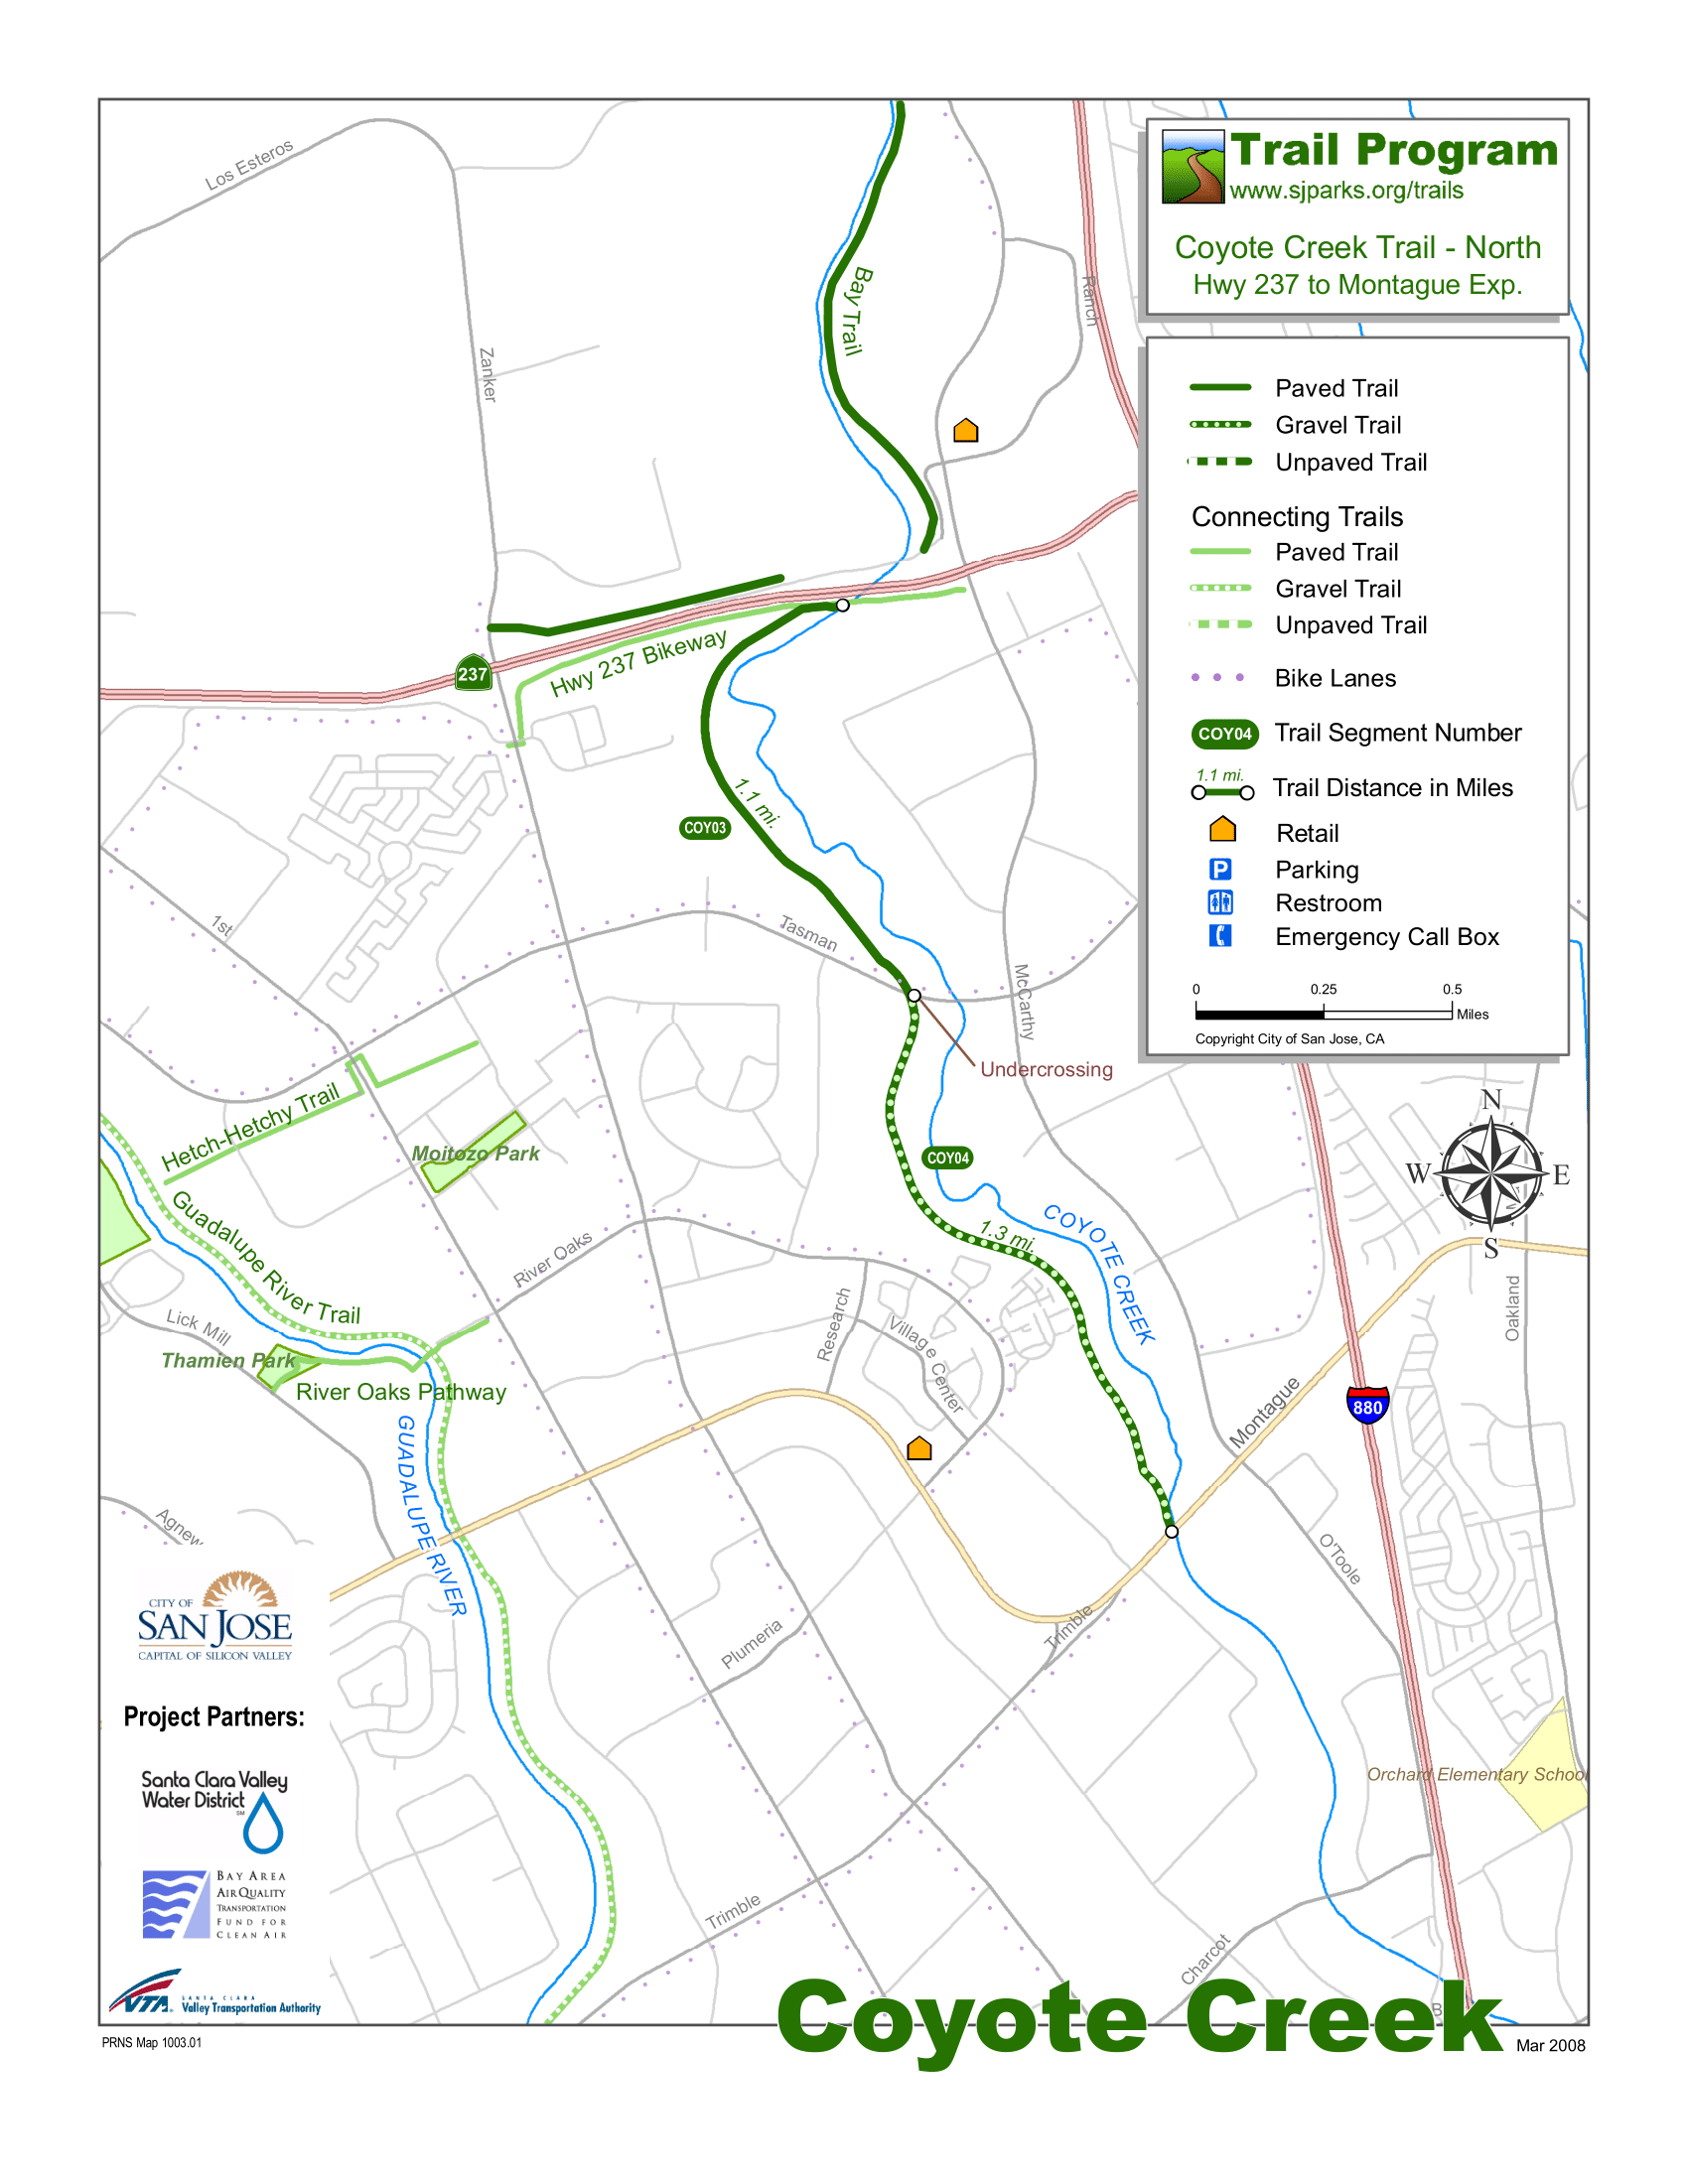 Trail Program
www.sjparks.org/trails
Coyote Creek Trail - North
Hwy 237 to Montague Exp.
Paved Trail
Gravel Trail
Unpaved Trail
Connecting Trails
Paved Trail
Gravel Trail
Unpaved Trail
Bike Lanes
COY04 Trail Segment Number
1.1 mi.
Trail Distance in Miles
Retail
P Parking
Restroom
Emergency Call Box
0 0.25 0.5
Miles
Copyright City of San Jose, CA
N
W E
S
Los Esteros
Zanker
Bay Trail
Ranch
237
Hwy 237 Bikeway
1.1 mi.
COY03
1st
Tasman
McCarthy
Undercrossing
Hetch-Hetchy Trail
Moitozo Park
COY04
Guadalupe River Trail
1.3 mi.
COYOTE CREEK
River Oaks
Lick Mill
Thamien Park
River Oaks Pathway
Research
Village Center
Oakland
Montague
880
GUADALUPE RIVER
Agnew
O'Toole
Plumeria
Trimble
Orchard Elementary School
Trimble
Charcot
B
CITY OF
SAN JOSE
CAPITAL OF SILICON VALLEY
Project Partners:
Santa Clara Valley
Water District
SM
BAY AREA
AIR QUALITY
TRANSPORTATION
FUND FOR
CLEAN AIR
VTA
SANTA CLARA
Valley Transportation Authority
Coyote Creek
PRNS Map 1003.01
Mar 2008